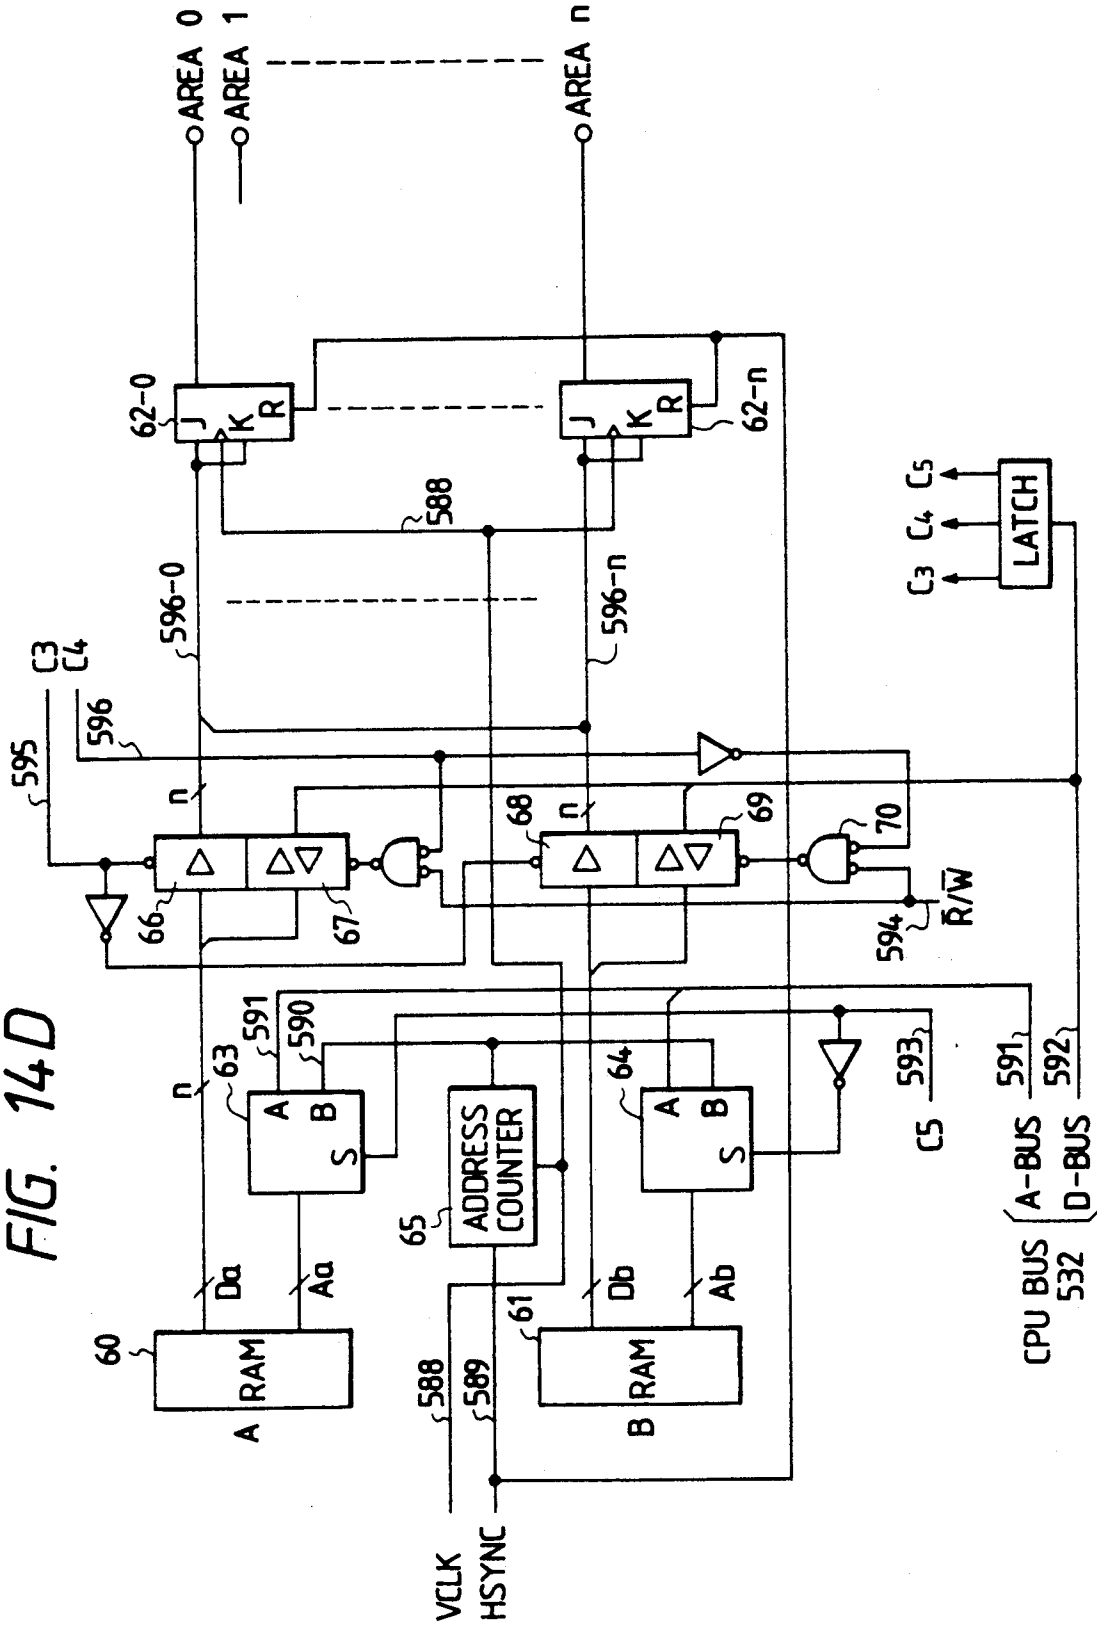 FIG. 14D
AREA 0
AREA 1
AREA n
C3
C4
595
596
596-0
62-0
J
K
R
n
66
67
588
n
591
590
63
A
B
S
60
RAM
A
Da
Aa
65
ADDRESS
COUNTER
588
589
VCLK
HSYNC
61
RAM
B
Db
Ab
64
A
B
S
68
69
n
70
594
R̅/W̅
596-n
62-n
J
K
R
C3
C4
C5
LATCH
C5
593
591
592
CPU BUS
532
A-BUS
D-BUS